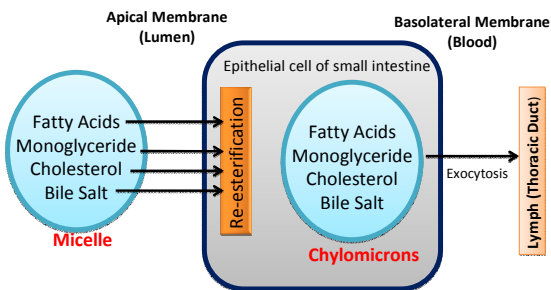 Apical Membrane
(Lumen)
Basolateral Membrane
(Blood)
Epithelial cell of small intestine
Fatty Acids
Monoglyceride
Cholesterol
Bile Salt
Micelle
Re-esterification
Fatty Acids
Monoglyceride
Cholesterol
Bile Salt
Chylomicrons
Exocytosis
Lymph (Thoracic Duct)